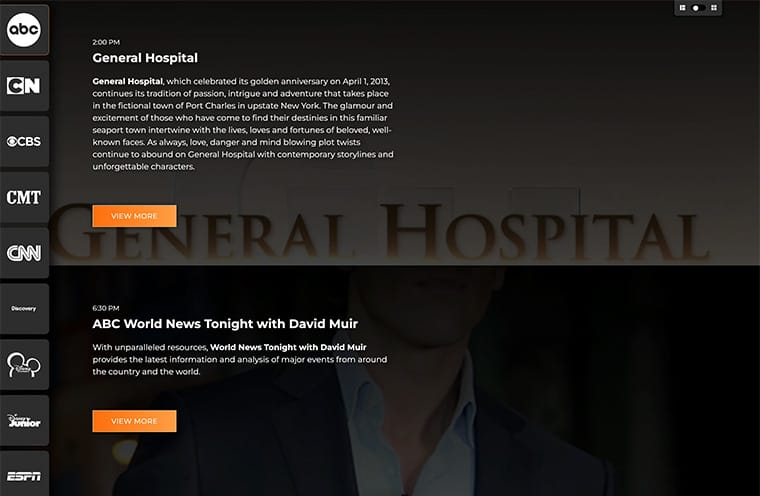 abc
CN
CBS
CMT
CNN
Discovery
Disney
Disney
Junior
ESPN
2:00 PM
General Hospital
General Hospital, which celebrated its golden anniversary on April 1, 2013,
continues its tradition of passion, intrigue and adventure that takes place
in the fictional town of Port Charles in upstate New York. The glamour and
excitement of those who have come to find their destinies in this familiar
seaport town intertwine with the lives, loves and fortunes of beloved, well-
known faces. As always, love, danger and mind blowing plot twists
continue to abound on General Hospital with contemporary storylines and
unforgettable characters.
VIEW MORE
GENERAL HOSPITAL
6:30 PM
ABC World News Tonight with David Muir
With unparalleled resources, World News Tonight with David Muir
provides the latest information and analysis of major events from around
the country and the world.
VIEW MORE